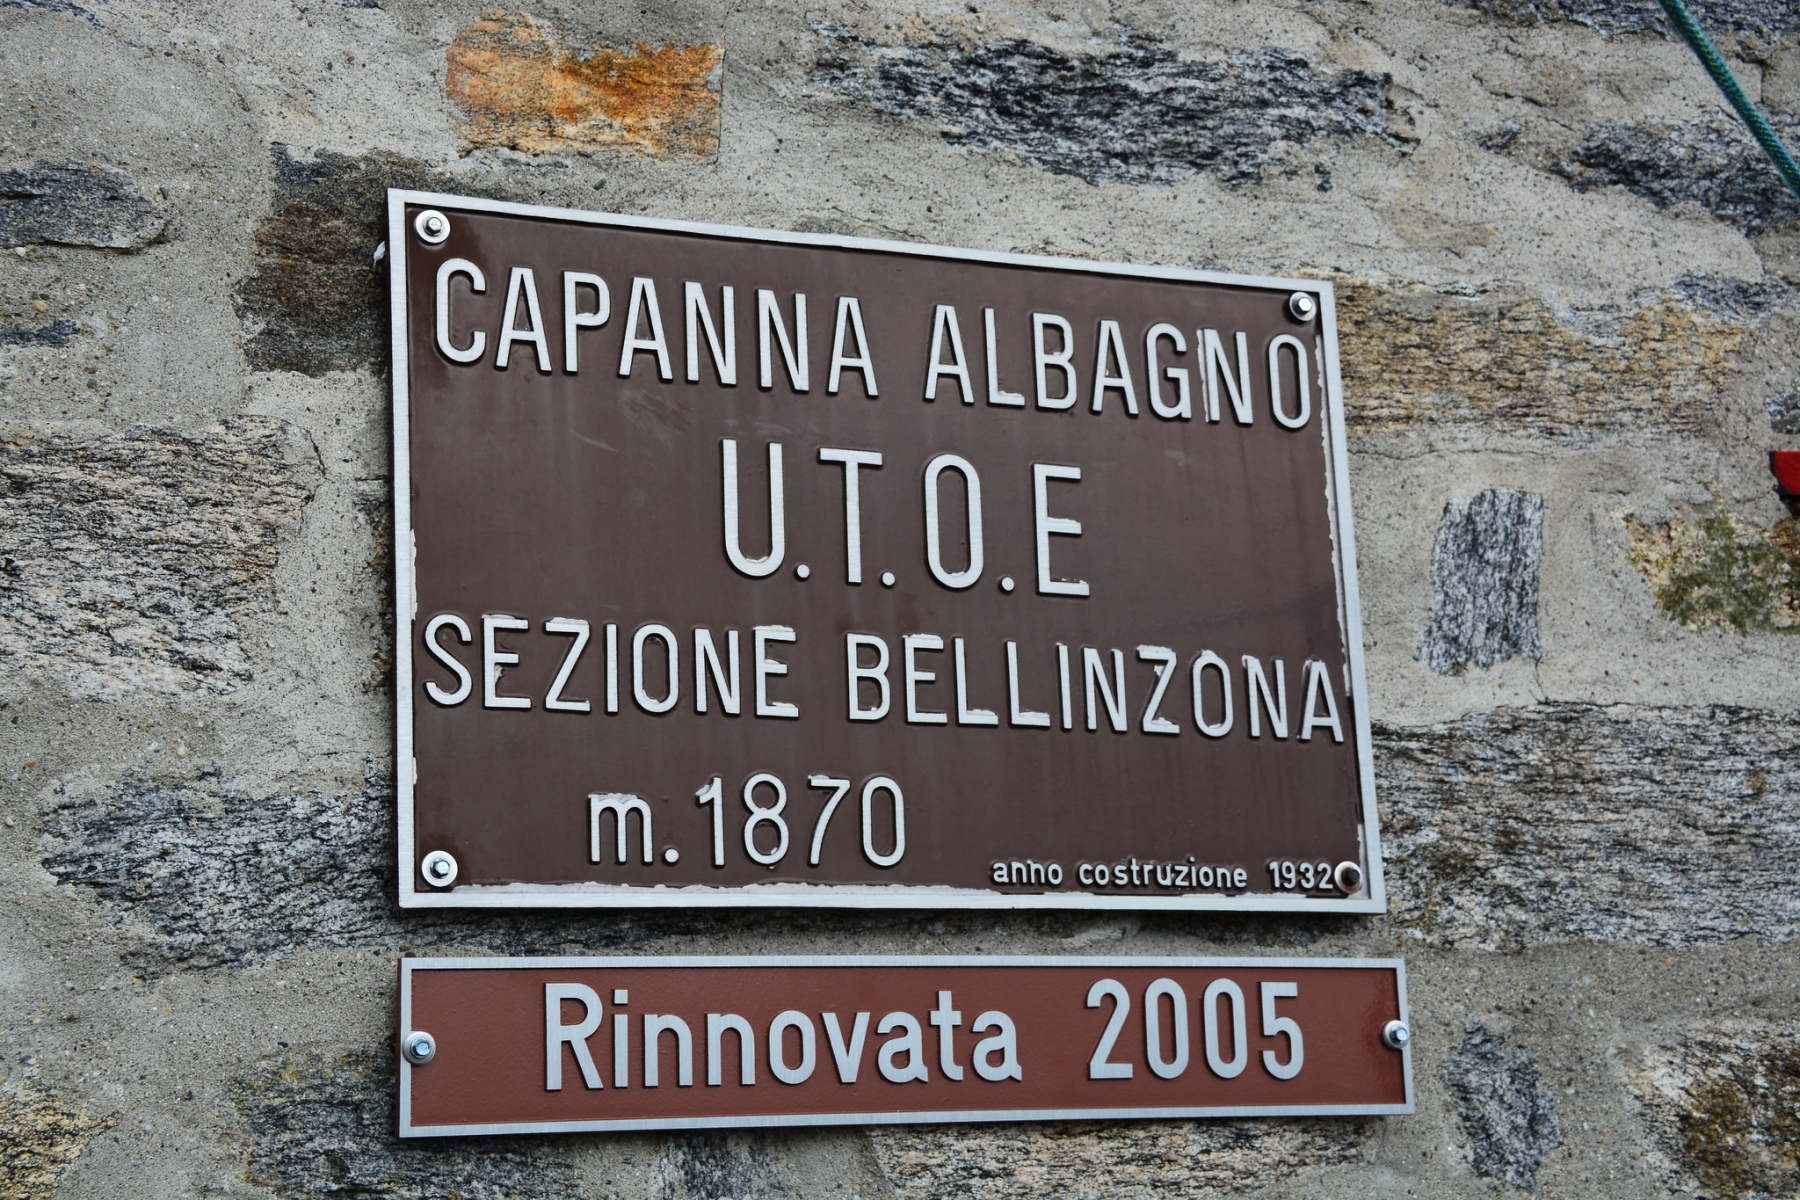 CAPANNA ALBAGNO
U.T.O.E
SEZIONE BELLINZONA
m.1870
anno costruzione 1932
Rinnovata 2005